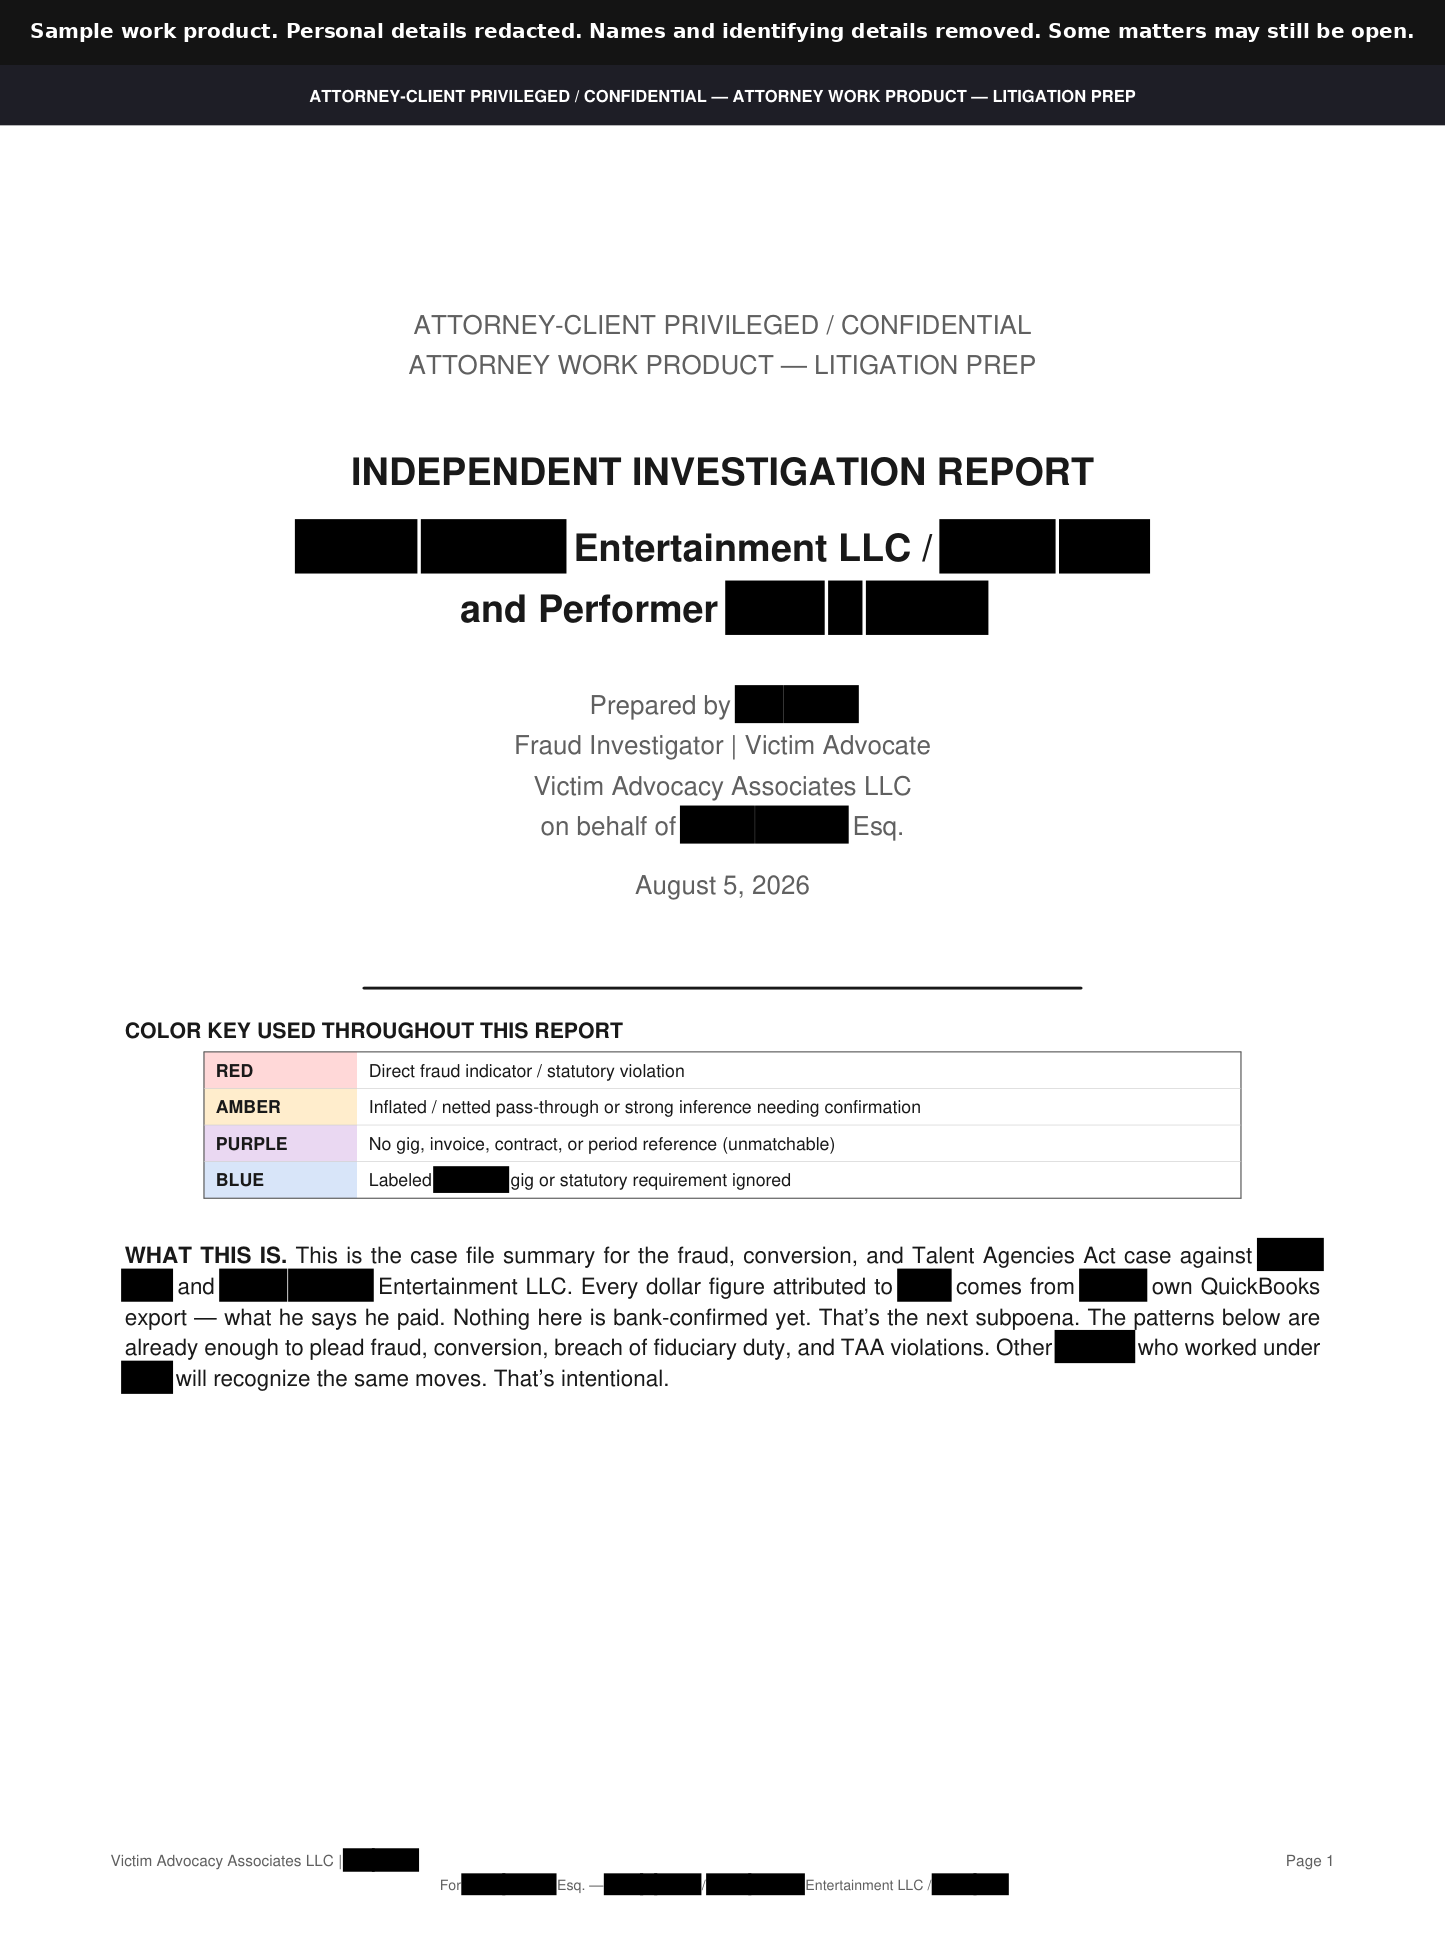 Sample work product. Personal details redacted. Names and identifying details removed. Some matters may still be open.
ATTORNEY-CLIENT PRIVILEGED / CONFIDENTIAL — ATTORNEY WORK PRODUCT — LITIGATION PREP
ATTORNEY-CLIENT PRIVILEGED / CONFIDENTIAL
ATTORNEY WORK PRODUCT — LITIGATION PREP
INDEPENDENT INVESTIGATION REPORT
Entertainment LLC /
and Performer
Prepared by
Fraud Investigator | Victim Advocate
Victim Advocacy Associates LLC
on behalf of Esq.
August 5, 2026
COLOR KEY USED THROUGHOUT THIS REPORT
RED Direct fraud indicator / statutory violation
AMBER Inflated / netted pass-through or strong inference needing confirmation
PURPLE No gig, invoice, contract, or period reference (unmatchable)
BLUE Labeled gig or statutory requirement ignored
WHAT THIS IS. This is the case file summary for the fraud, conversion, and Talent Agencies Act case against
and Entertainment LLC. Every dollar figure attributed to comes from own QuickBooks
export — what he says he paid. Nothing here is bank-confirmed yet. That’s the next subpoena. The patterns below are
already enough to plead fraud, conversion, breach of fiduciary duty, and TAA violations. Other who worked under
will recognize the same moves. That’s intentional.
Victim Advocacy Associates LLC | Page 1
For Esq. — / Entertainment LLC /